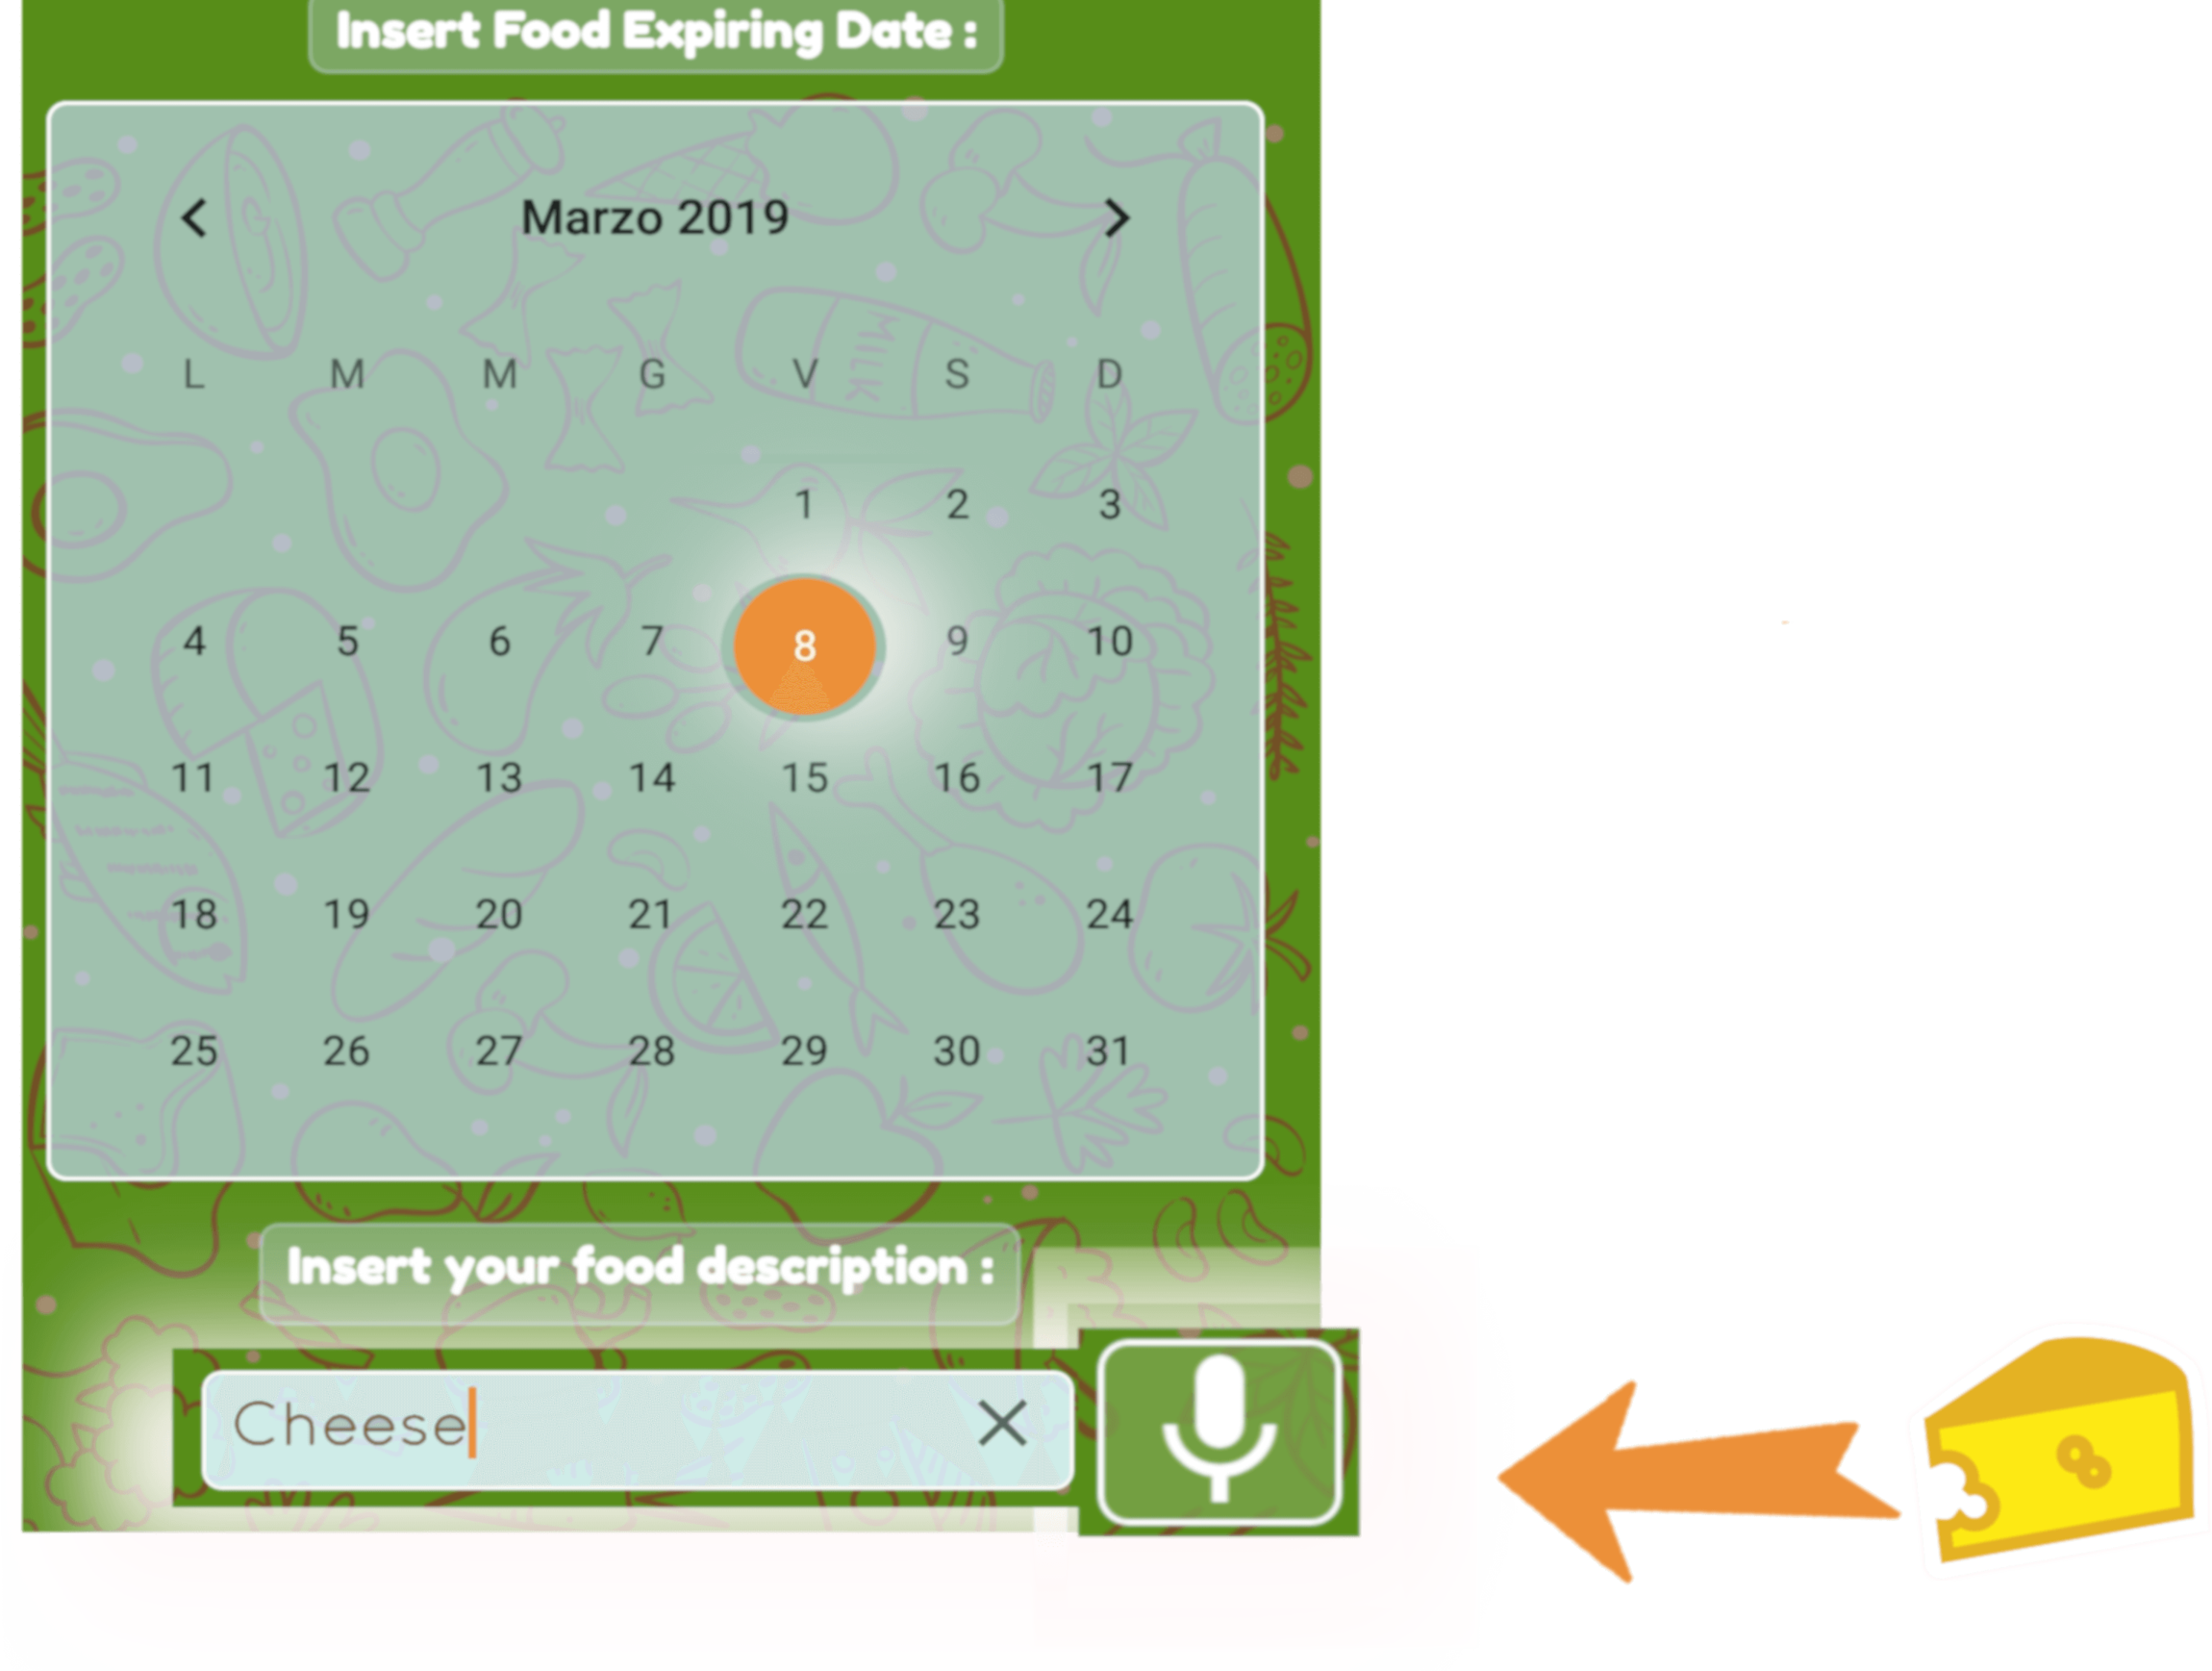 Insert Food Expiring Date :
Marzo 2019
L M M G V S D
1 2 3
4 5 6 7 8 9 10
11 12 13 14 15 16 17
18 19 20 21 22 23 24
25 26 27 28 29 30 31
MILK
Insert your food description :
Cheese